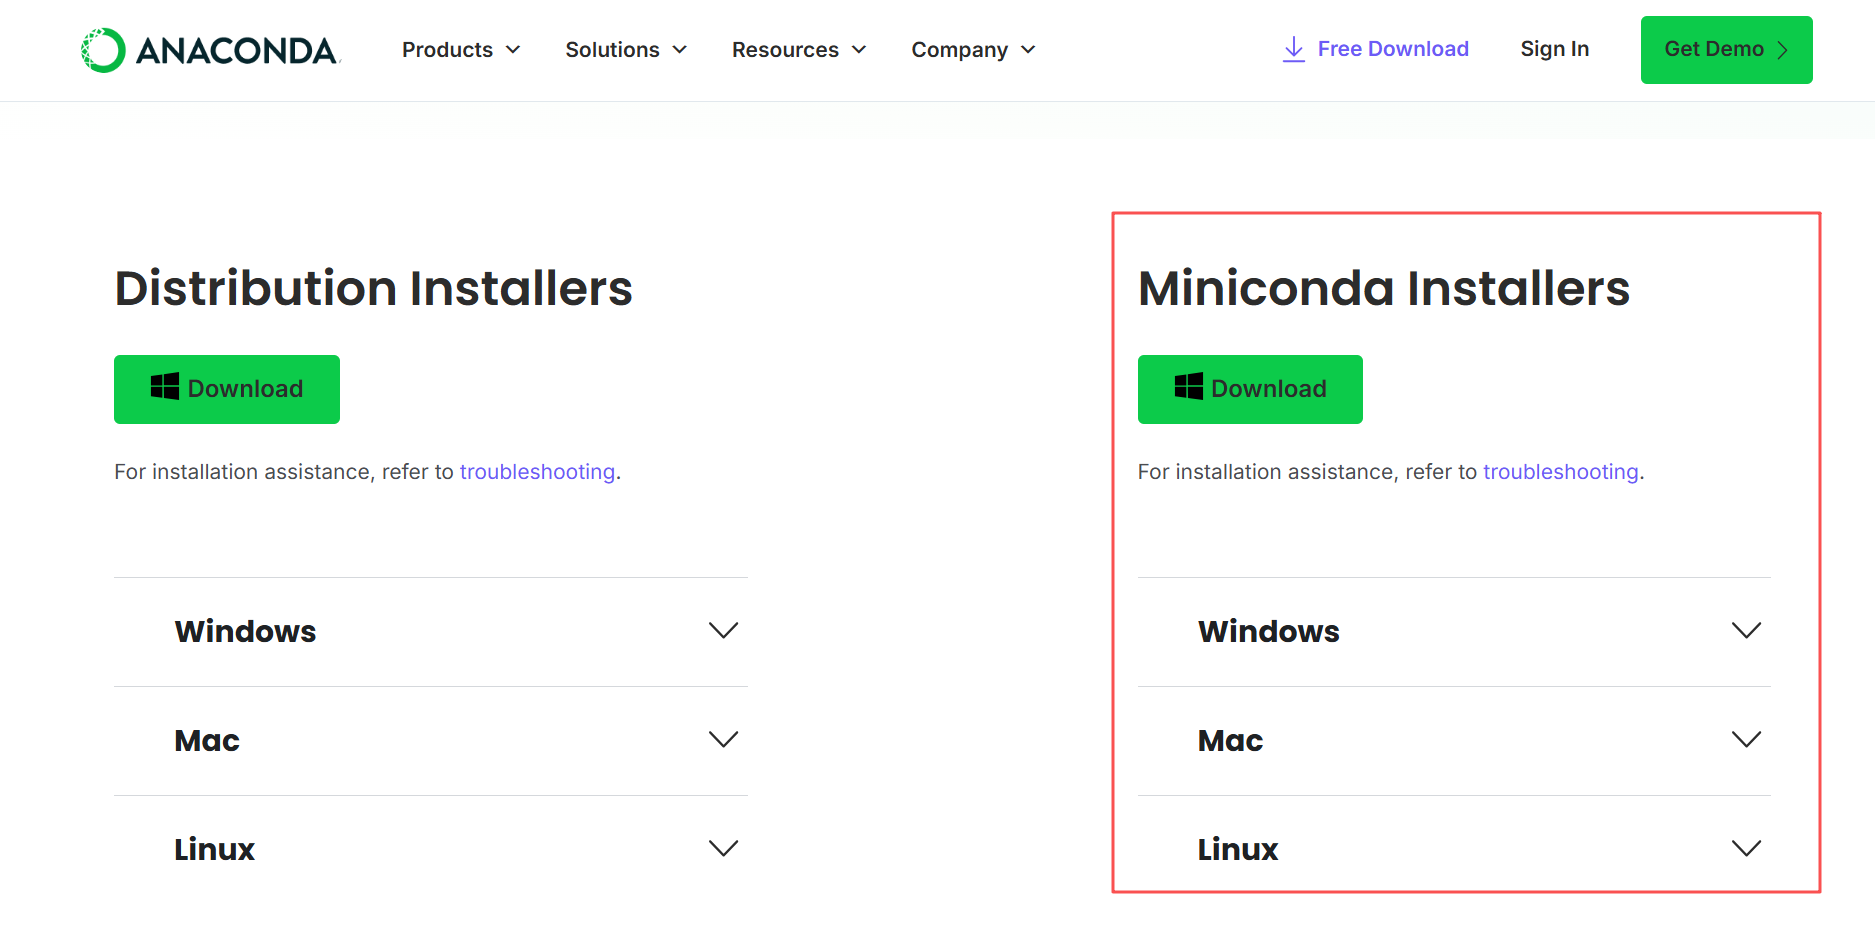 ANACONDA.
Products Solutions Resources Company Free Download Sign In Get Demo
Distribution Installers
Download
For installation assistance, refer to troubleshooting.
Windows
Mac
Linux
Miniconda Installers
Download
For installation assistance, refer to troubleshooting.
Windows
Mac
Linux